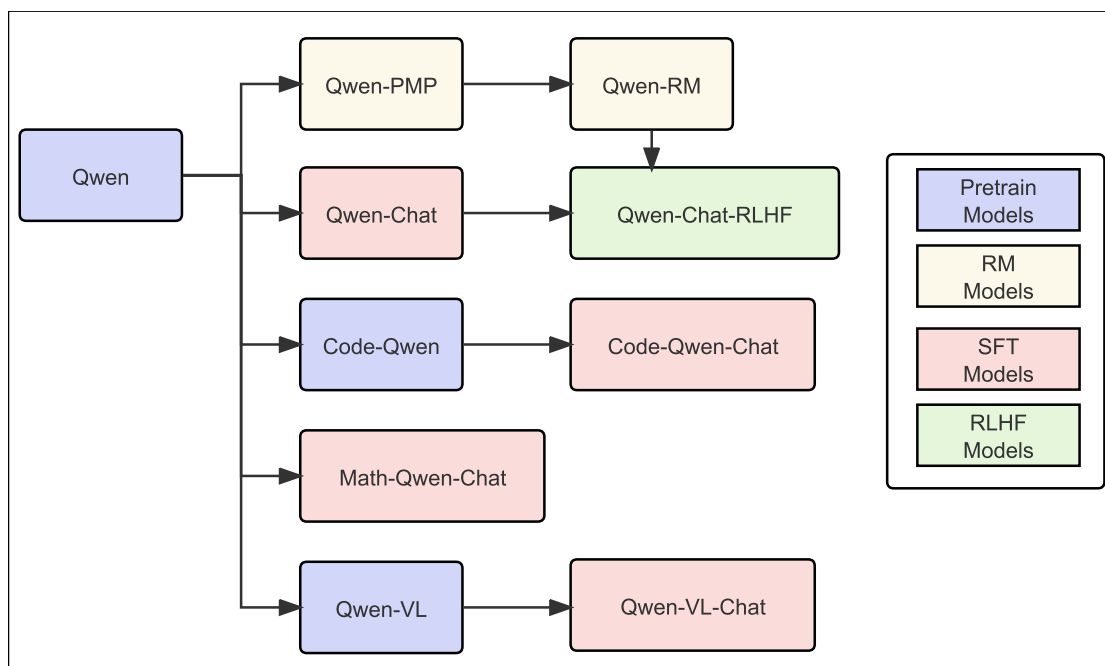 Qwen
Qwen-PMP
Qwen-RM
Qwen-Chat
Qwen-Chat-RLHF
Code-Qwen
Code-Qwen-Chat
Math-Qwen-Chat
Qwen-VL
Qwen-VL-Chat
Pretrain
Models
RM
Models
SFT
Models
RLHF
Models